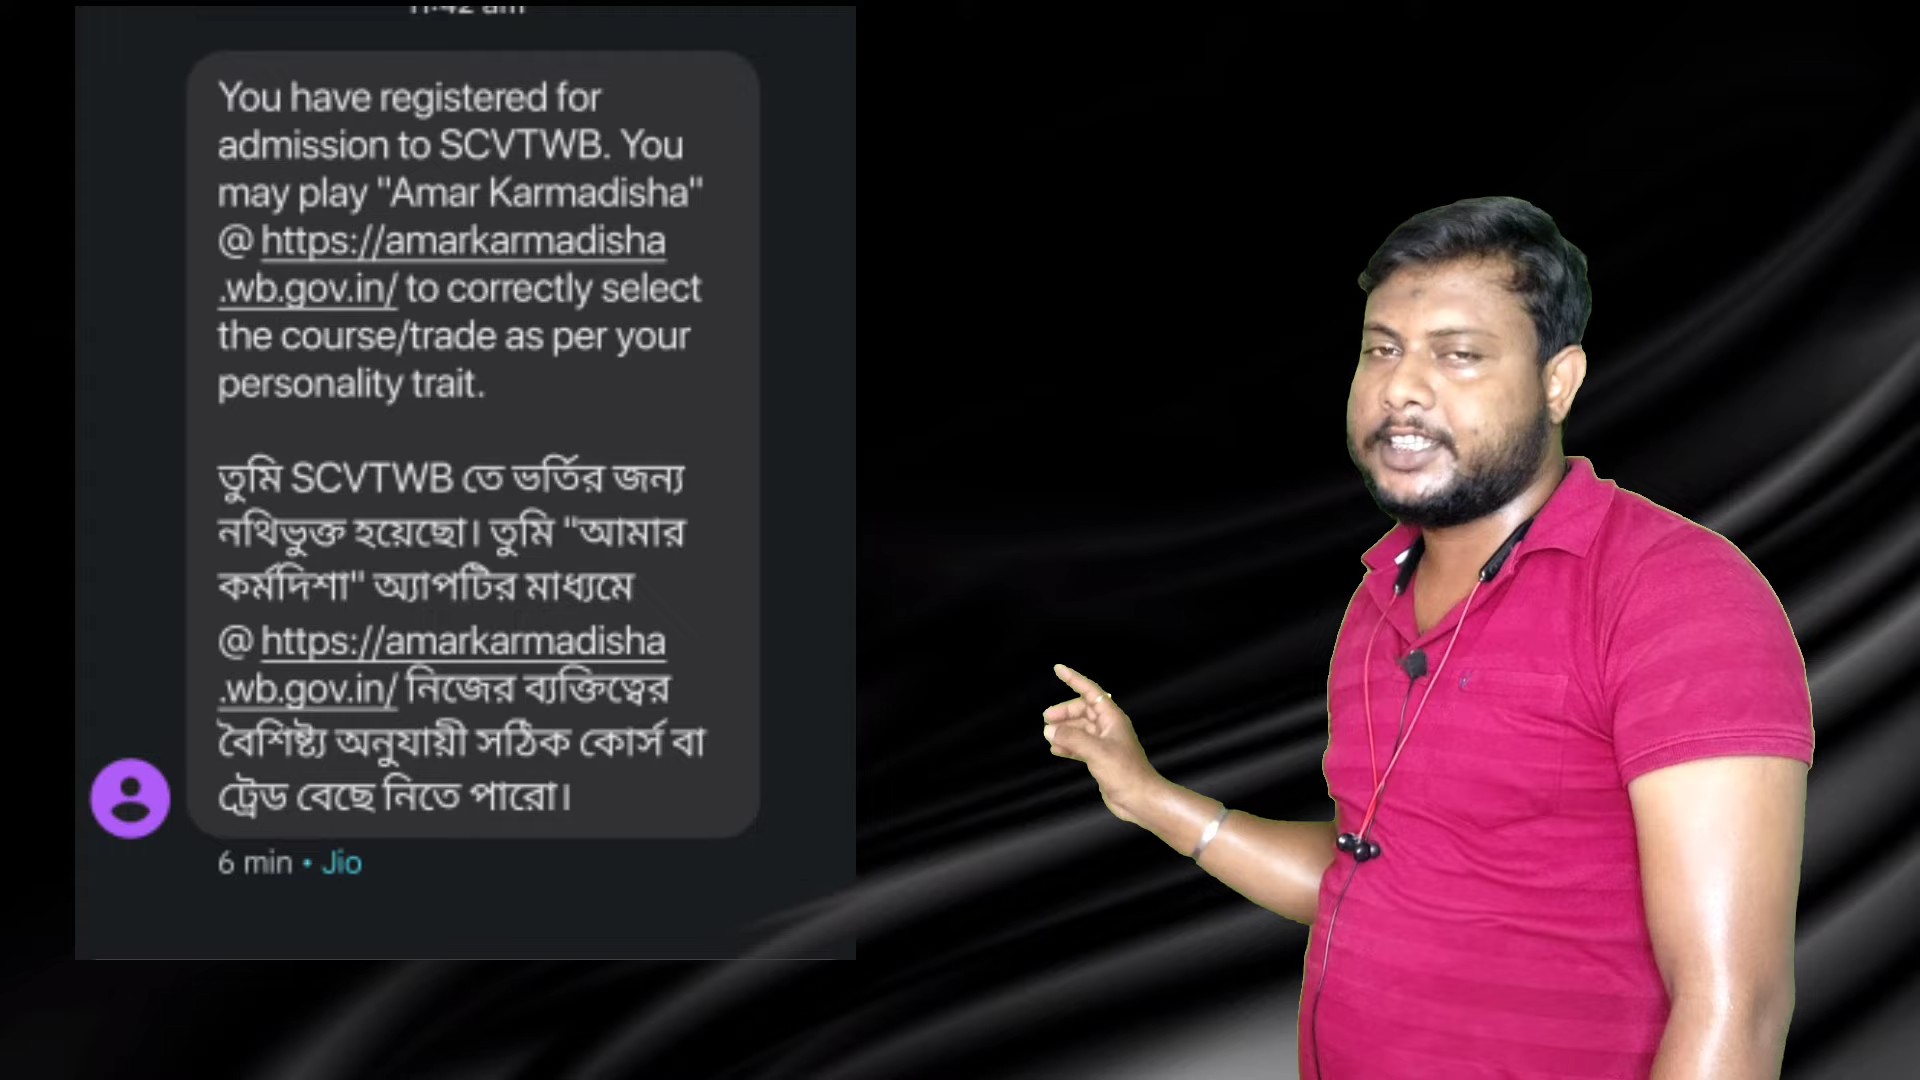 You have registered for
admission to SCVTWB. You
may play "Amar Karmadisha"
@ https://amarkarmadisha
.wb.gov.in/ to correctly select
the course/trade as per your
personality trait.
তুমি SCVTWB তে ভর্তির জন্য
নথিভুক্ত হয়েছো। তুমি "আমার
কর্মদিশা" অ্যাপটির মাধ্যমে
@ https://amarkarmadisha
.wb.gov.in/ নিজের ব্যক্তিত্বের
বৈশিষ্ট্য অনুযায়ী সঠিক কোর্স বা
ট্রেড বেছে নিতে পারো।
6 min • Jio